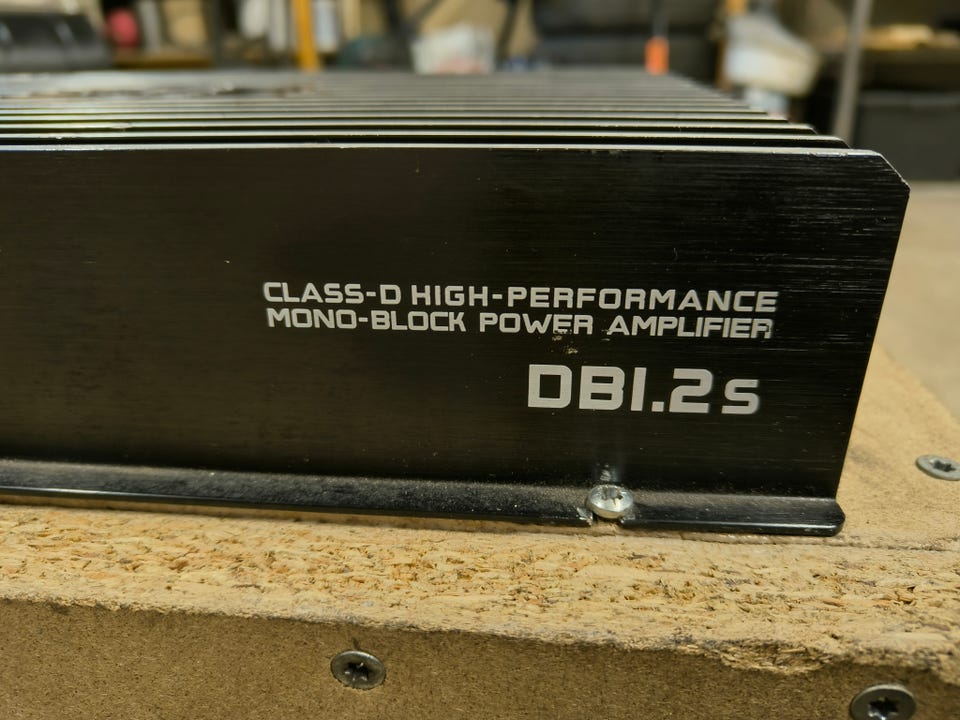 CLASS-D HIGH-PERFORMANCE
MONO-BLOCK POWER AMPLIFIER
DB1.2s